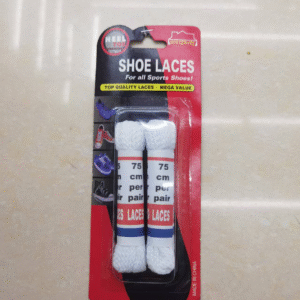 SHOE LACES
For all Sports Shoes!
TOP QUALITY LACES - MEGA VALUE
75 75
cm cm
per per
pair pair
LACES LACES